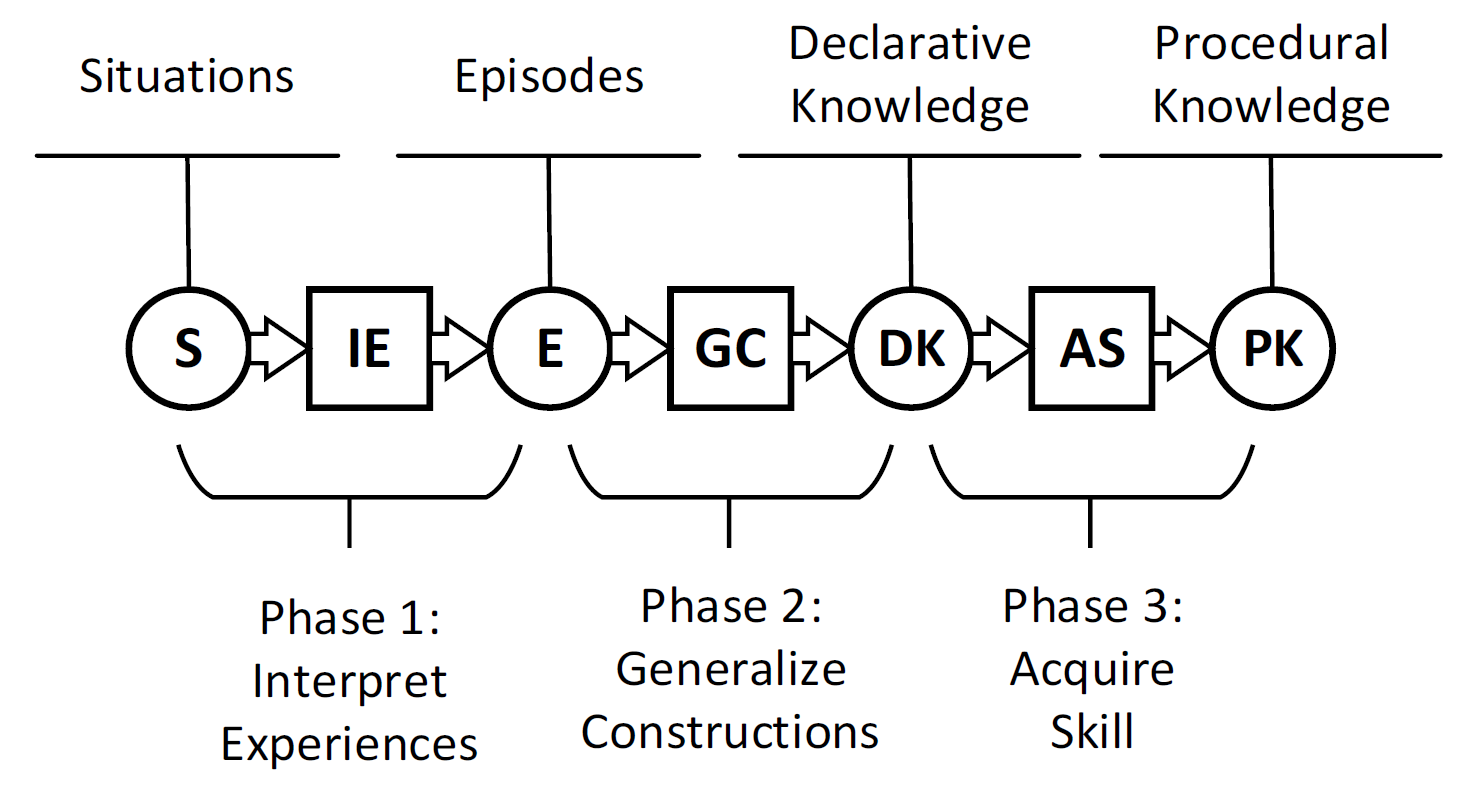 Situations
Episodes
Declarative
Knowledge
Procedural
Knowledge
S
IE
E
GC
DK
AS
PK
Phase 1:
Interpret
Experiences
Phase 2:
Generalize
Constructions
Phase 3:
Acquire
Skill